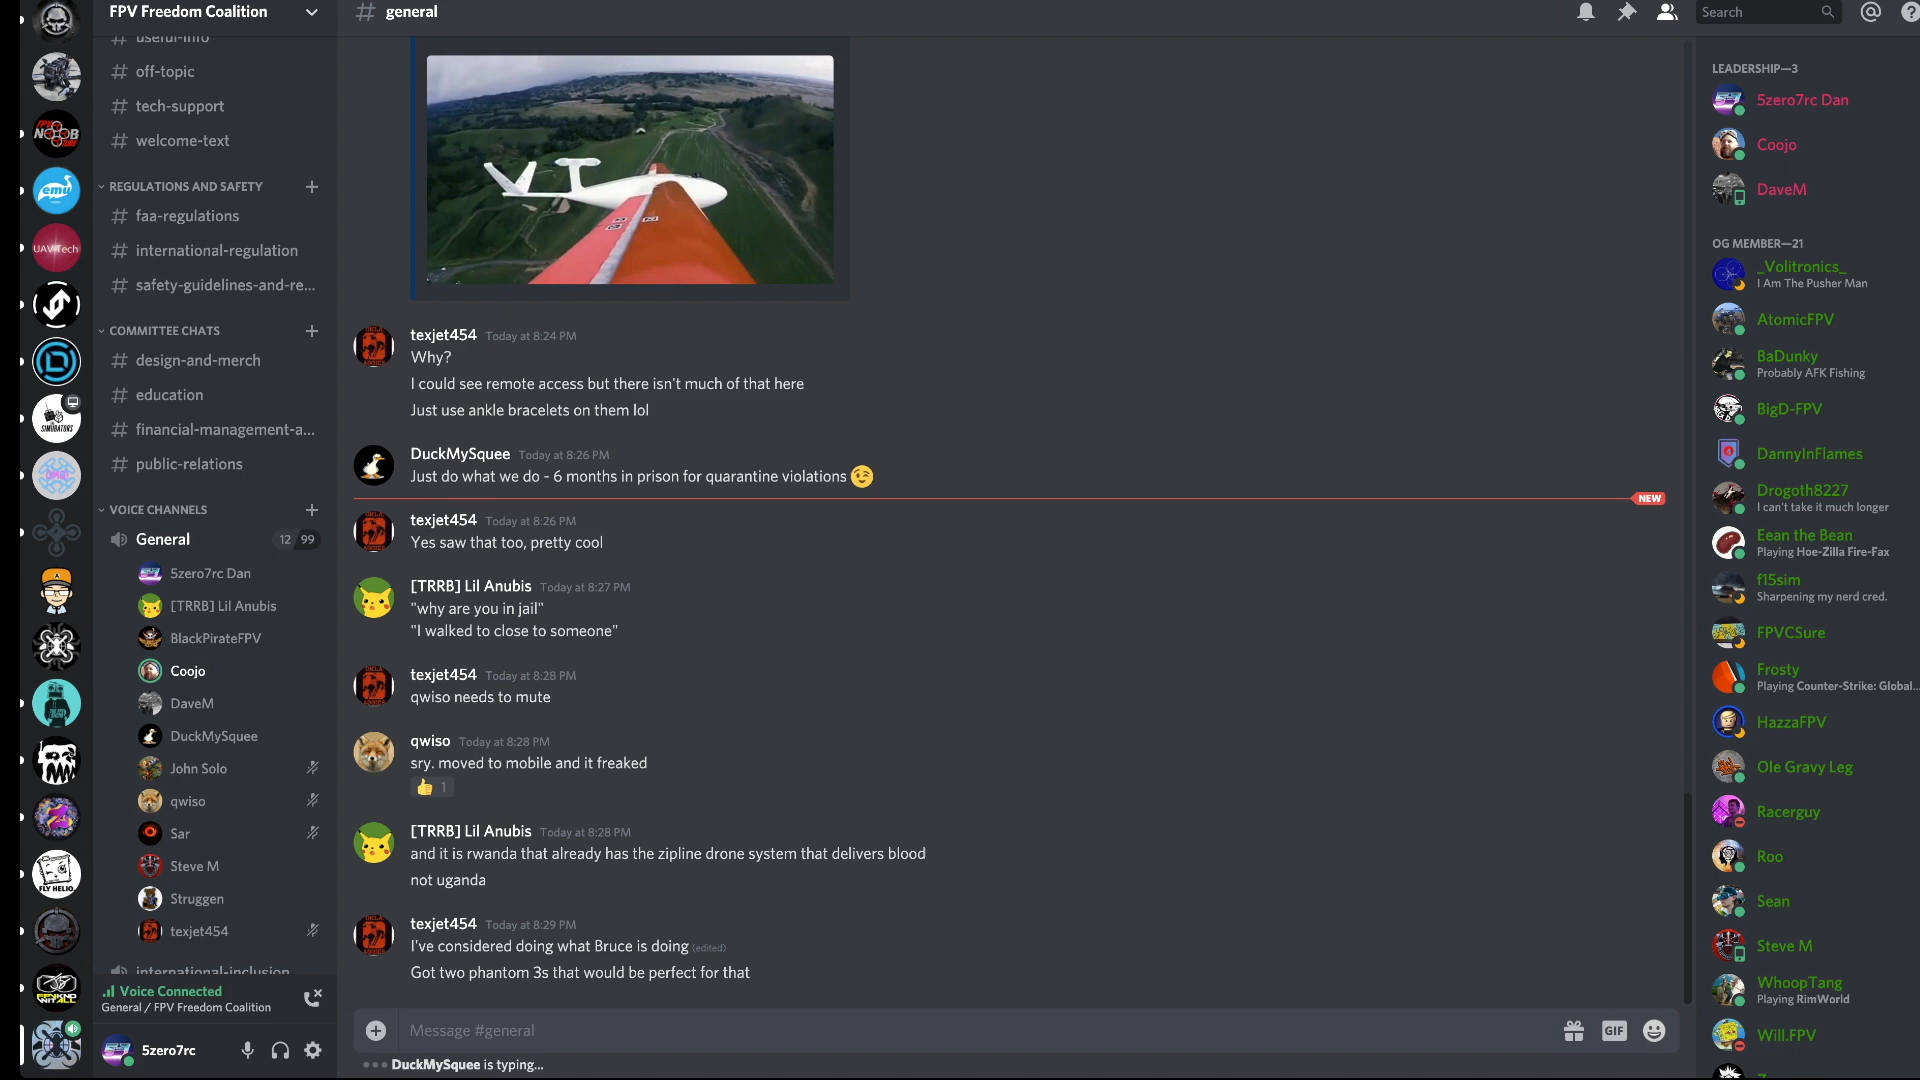 FPV Freedom Coalition
useful-info
off-topic
tech-support
welcome-text
REGULATIONS AND SAFETY
faa-regulations
international-regulation
safety-guidelines-and-re...
COMMITTEE CHATS
design-and-merch
education
financial-management-a...
public-relations
VOICE CHANNELS
General 12 99
5zero7rc Dan
[TRRB] Lil Anubis
BlackPirateFPV
Coojo
DaveM
DuckMySquee
John Solo
qwiso
Sar
Steve M
Struggen
texjet454
international-inclusion
Voice Connected
General / FPV Freedom Coalition
5zero7rc
general
Search
texjet454 Today at 8:24 PM
Why?
I could see remote access but there isn't much of that here
Just use ankle bracelets on them lol
DuckMySquee Today at 8:26 PM
Just do what we do - 6 months in prison for quarantine violations 😉
NEW
texjet454 Today at 8:26 PM
Yes saw that too, pretty cool
[TRRB] Lil Anubis Today at 8:27 PM
"why are you in jail"
"I walked to close to someone"
texjet454 Today at 8:28 PM
qwiso needs to mute
qwiso Today at 8:28 PM
sry. moved to mobile and it freaked
👍 1
[TRRB] Lil Anubis Today at 8:28 PM
and it is rwanda that already has the zipline drone system that delivers blood
not uganda
texjet454 Today at 8:29 PM
I've considered doing what Bruce is doing (edited)
Got two phantom 3s that would be perfect for that
Message #general
GIF
DuckMySquee is typing...
LEADERSHIP—3
5zero7rc Dan
Coojo
DaveM
OG MEMBER—21
_Volitronics_
I Am The Pusher Man
AtomicFPV
BaDunky
Probably AFK Fishing
BigD-FPV
DannyInFlames
Drogoth8227
I can't take it much longer
Eean the Bean
Playing Hoe-Zilla Fire-Fax
f15sim
Sharpening my nerd cred.
FPVCSure
Frosty
Playing Counter-Strike: Global...
HazzaFPV
Ole Gravy Leg
Racerguy
Roo
Sean
Steve M
WhoopTang
Playing RimWorld
Will.FPV
emu
UAVTech
SIMUBATORS
FLY HELIO